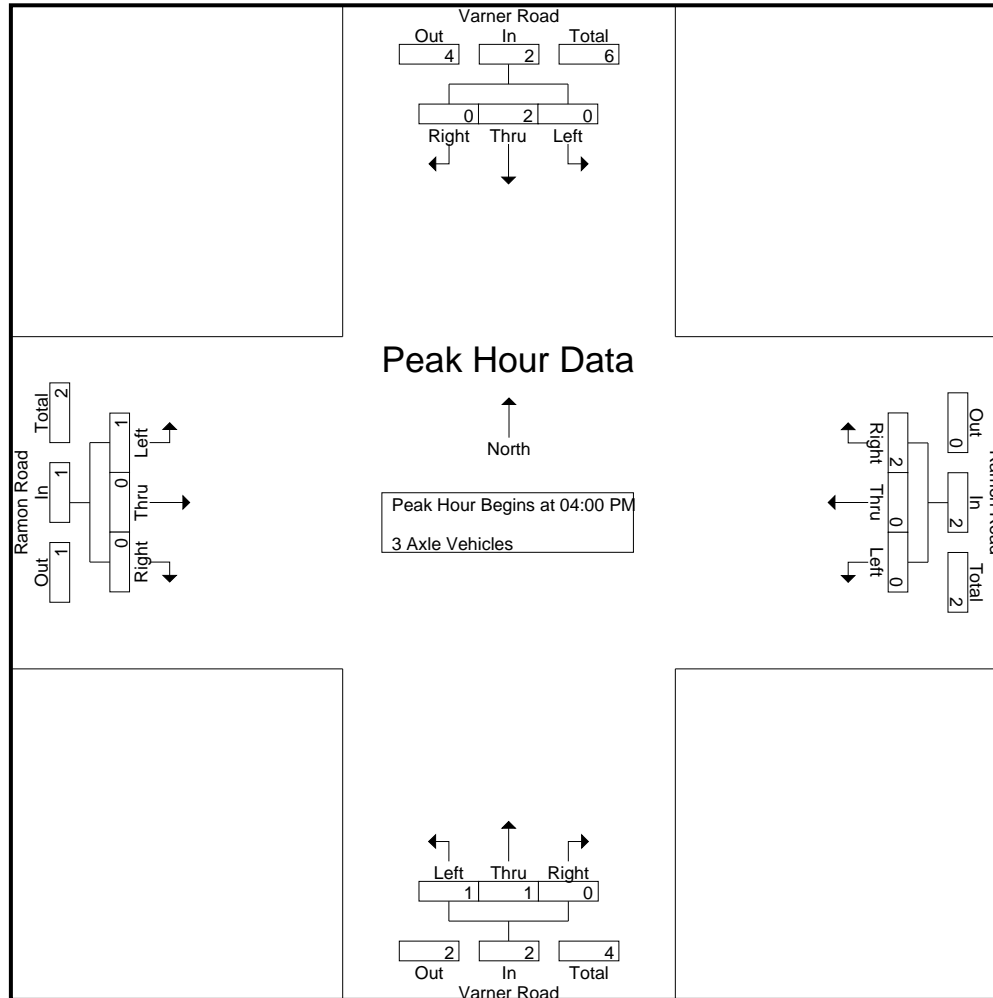 Varner Road
Out In Total
4 2 6
0 2 0
Right Thru Left
Peak Hour Data
North
Peak Hour Begins at 04:00 PM
3 Axle Vehicles
Ramon Road
Total In Out
2 1 1
1 0 0
Left Thru Right
Ramon Road
Out In Total
0 2 2
2 0 0
Right Thru Left
Left Thru Right
1 1 0
2 2 4
Out In Total
Varner Road